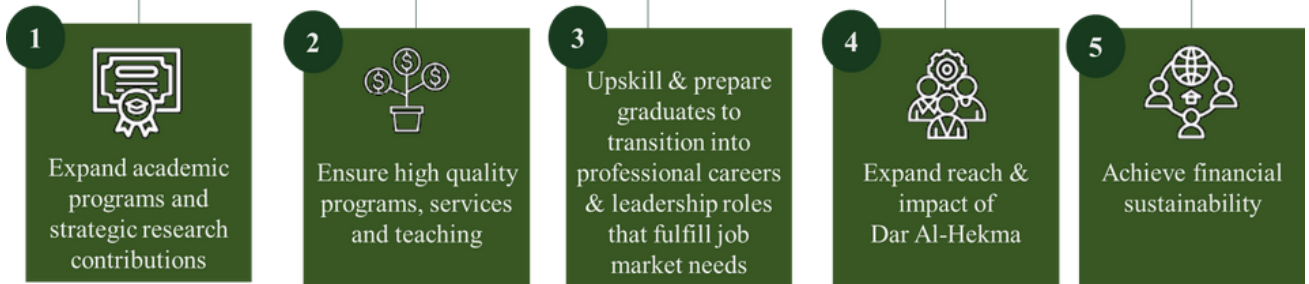 1
Expand academic
programs and
strategic research
contributions
2
Ensure high quality
programs, services
and teaching
3
Upskill & prepare
graduates to
transition into
professional careers
& leadership roles
that fulfill job
market needs
4
Expand reach &
impact of
Dar Al-Hekma
5
Achieve financial
sustainability